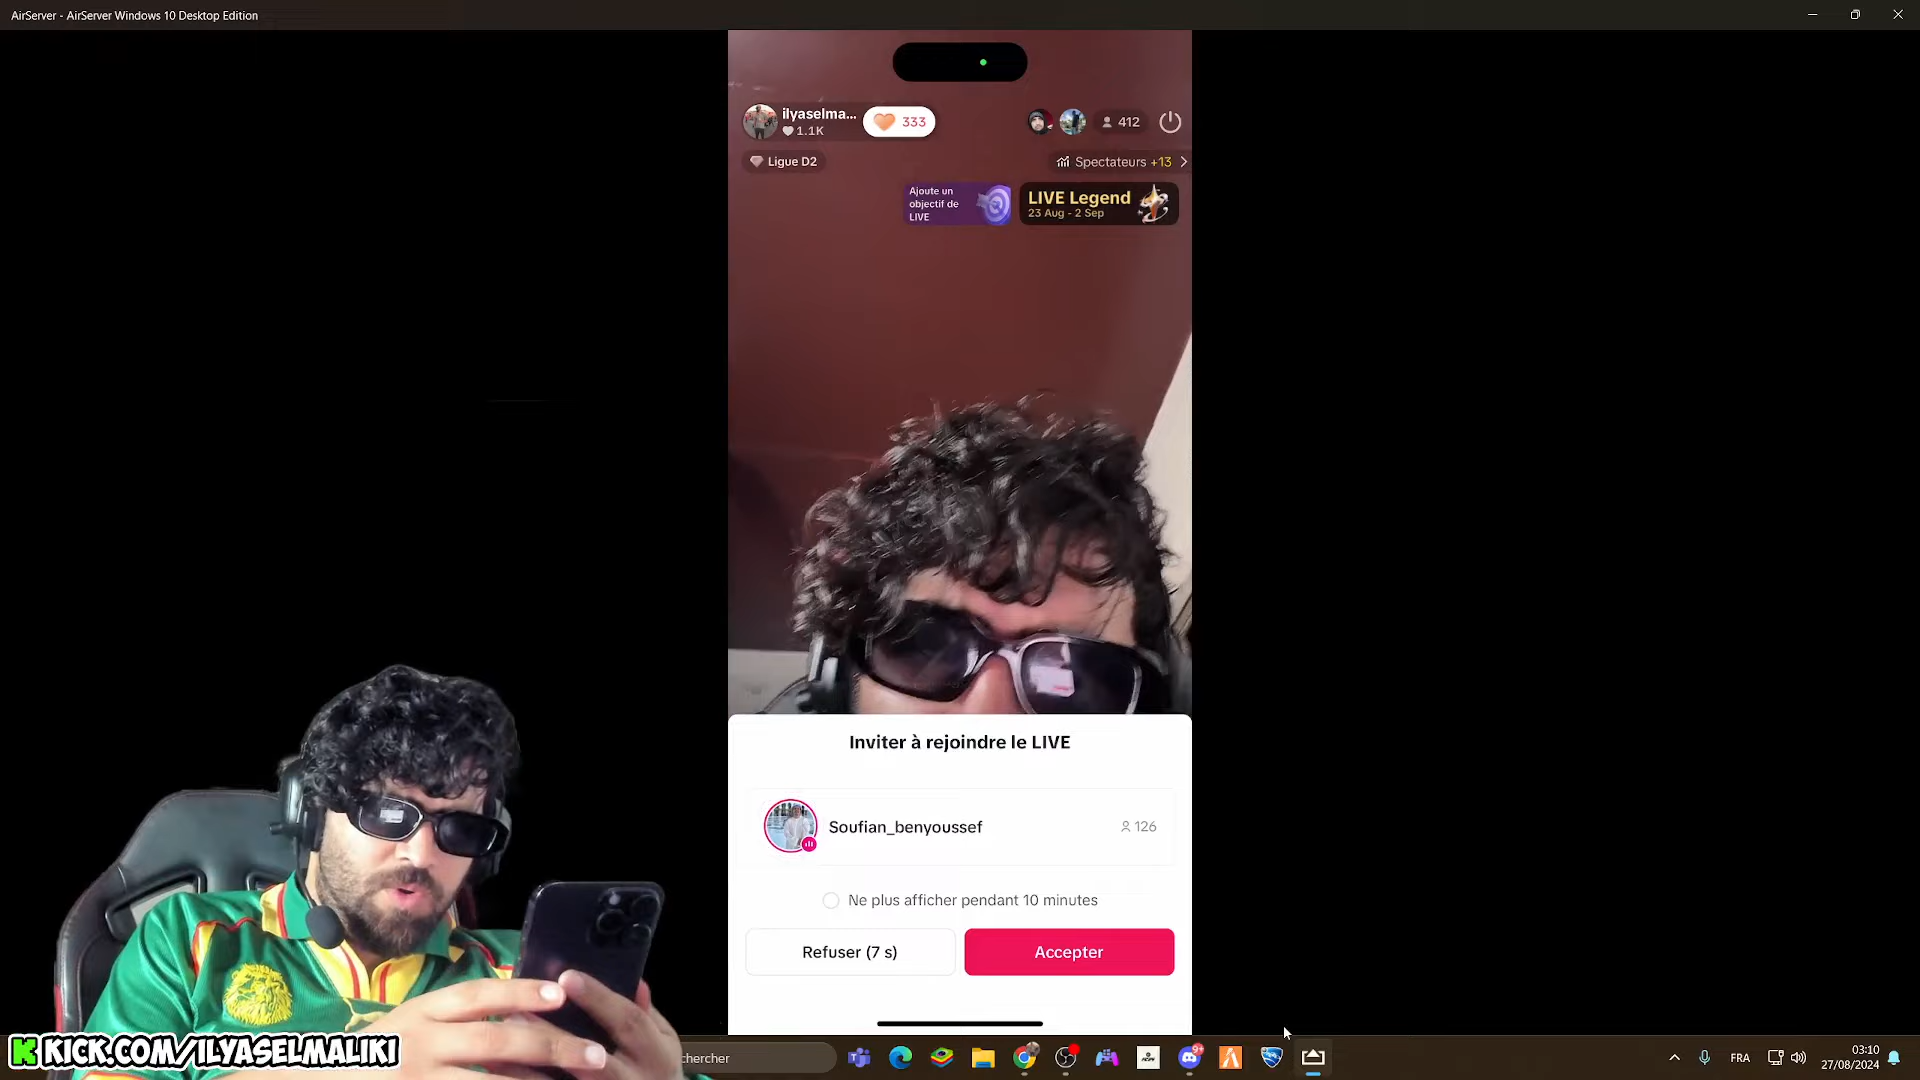 AirServer - AirServer Windows 10 Desktop Edition
ilyaselma...
1.1K
333
412
Ligue D2
Spectateurs +13
Ajoute un
objectif de
LIVE
LIVE Legend
23 Aug - 2 Sep
Inviter à rejoindre le LIVE
Soufian_benyoussef
126
Ne plus afficher pendant 10 minutes
Refuser (7 s)
Accepter
KICK.COM/ILYASELMALIKI
chercher
9+
FRA
03:10
27/08/2024